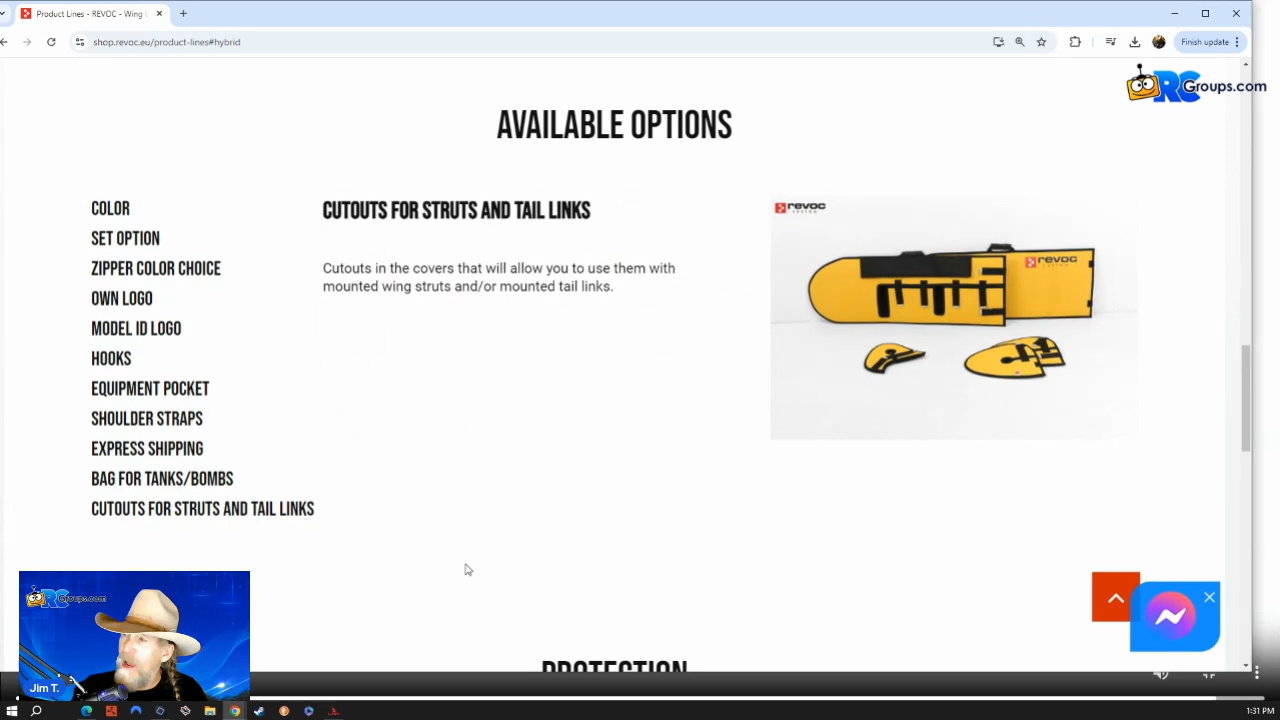 Product Lines - REVOC - Wing
shop.revoc.eu/product-lines#hybrid
Finish update
RCGroups.com
AVAILABLE OPTIONS
COLOR
SET OPTION
ZIPPER COLOR CHOICE
OWN LOGO
MODEL ID LOGO
HOOKS
EQUIPMENT POCKET
SHOULDER STRAPS
EXPRESS SHIPPING
BAG FOR TANKS/BOMBS
CUTOUTS FOR STRUTS AND TAIL LINKS
CUTOUTS FOR STRUTS AND TAIL LINKS
Cutouts in the covers that will allow you to use them with
mounted wing struts and/or mounted tail links.
revoc
revoc
PROTECTION
RCGroups.com
Jim T.
1:31 PM